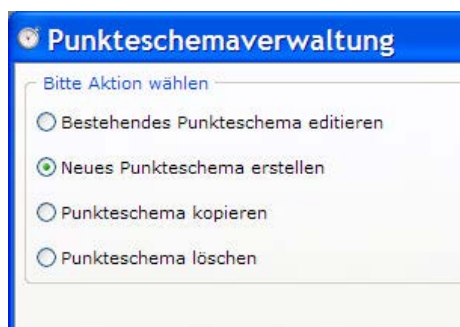 Punkteschemaverwaltung
Bitte Aktion wählen
Bestehendes Punkteschema editieren
Neues Punkteschema erstellen
Punkteschema kopieren
Punkteschema löschen